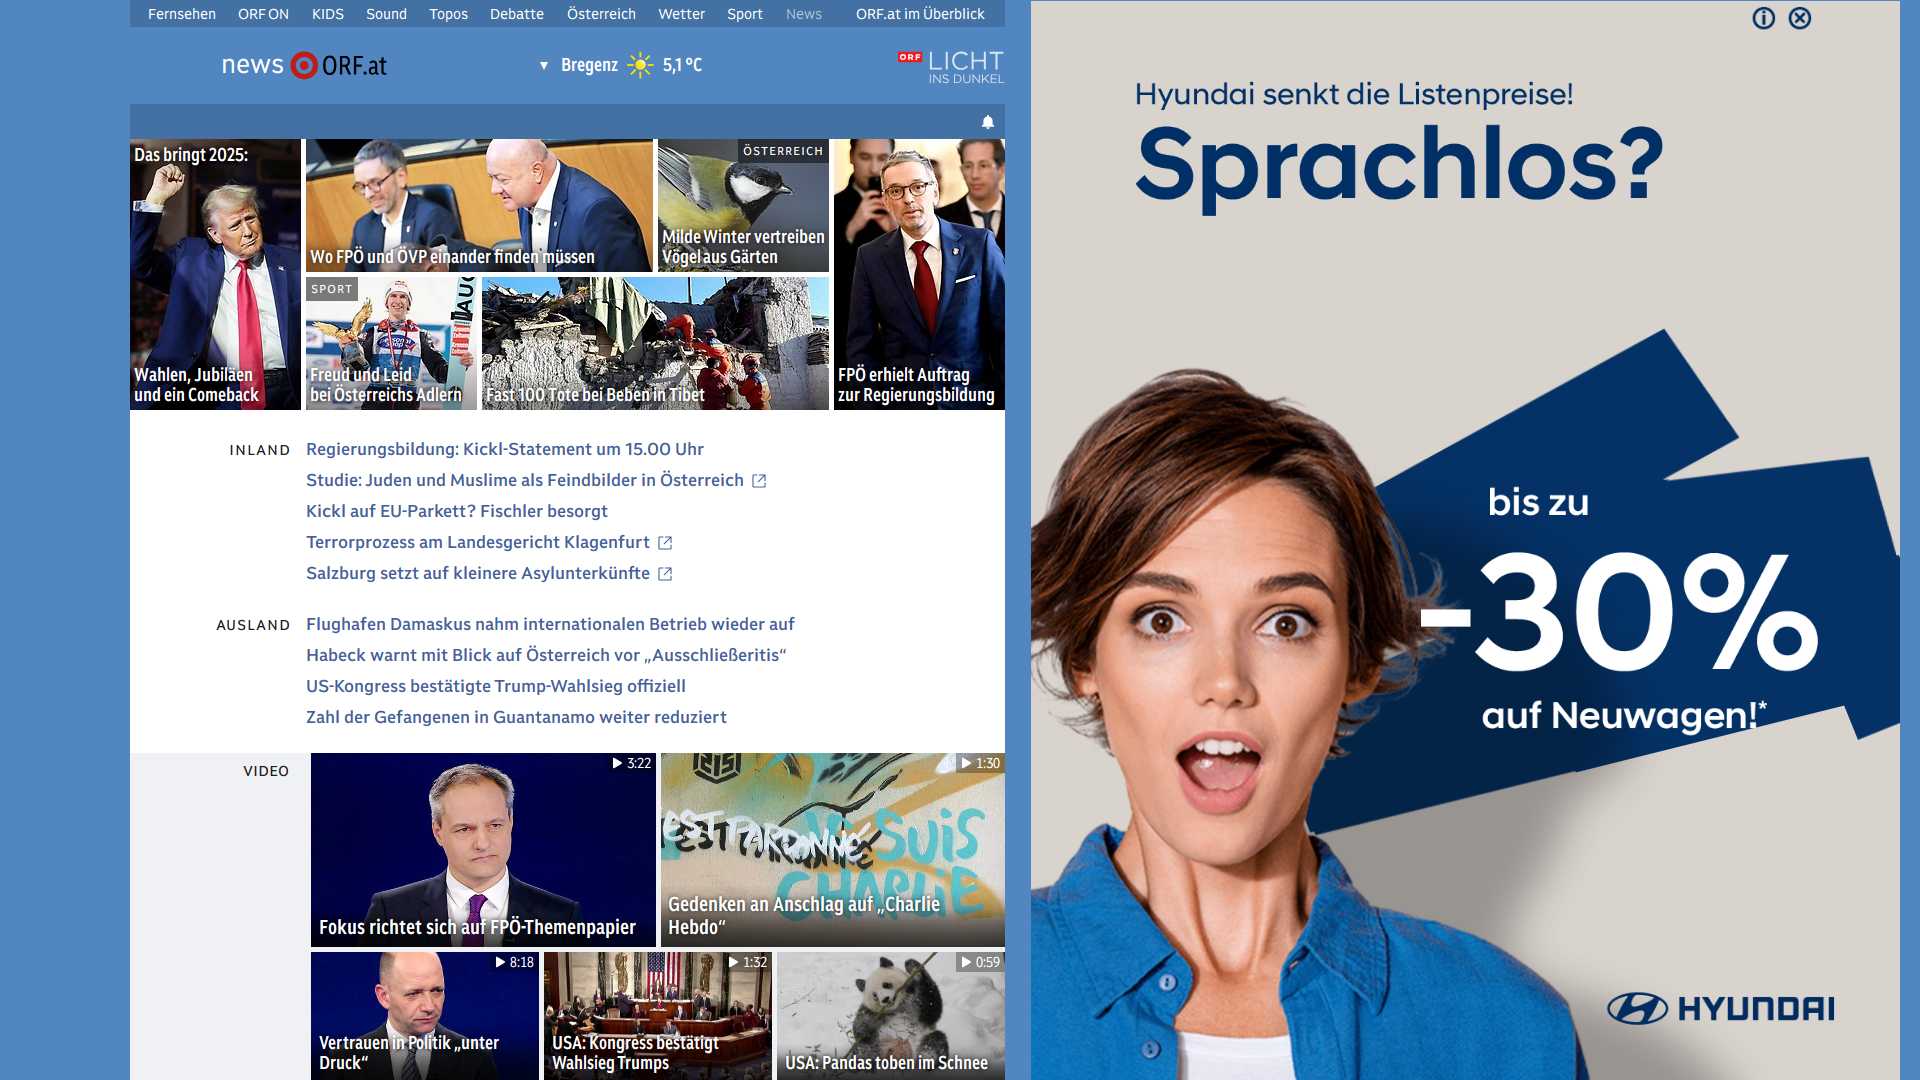 Fernsehen ORF ON KIDS Sound Topos Debatte Österreich Wetter Sport News ORF.at im Überblick
news ORF.at
▼ Bregenz 5,1 °C
ORF LICHT
INS DUNKEL
Das bringt 2025:
Wahlen, Jubiläen
und ein Comeback
Wo FPÖ und ÖVP einander finden müssen
ÖSTERREICH
Milde Winter vertreiben
Vögel aus Gärten
SPORT
Freud und Leid
bei Österreichs Adlern
Fast 100 Tote bei Beben in Tibet
FPÖ erhielt Auftrag
zur Regierungsbildung
INLAND
Regierungsbildung: Kickl-Statement um 15.00 Uhr
Studie: Juden und Muslime als Feindbilder in Österreich
Kickl auf EU-Parkett? Fischler besorgt
Terrorprozess am Landesgericht Klagenfurt
Salzburg setzt auf kleinere Asylunterkünfte
AUSLAND
Flughafen Damaskus nahm internationalen Betrieb wieder auf
Habeck warnt mit Blick auf Österreich vor „Ausschließeritis“
US-Kongress bestätigte Trump-Wahlsieg offiziell
Zahl der Gefangenen in Guantanamo weiter reduziert
VIDEO
3:22
Fokus richtet sich auf FPÖ-Themenpapier
1:30
EST PARDONNÉ
SUiS
CHARLiE
Gedenken an Anschlag auf „Charlie
Hebdo“
8:18
Vertrauen in Politik „unter
Druck“
1:32
USA: Kongress bestätigt
Wahlsieg Trumps
0:59
USA: Pandas toben im Schnee
Hyundai senkt die Listenpreise!
Sprachlos?
bis zu
-30%
auf Neuwagen!*
HYUNDAI